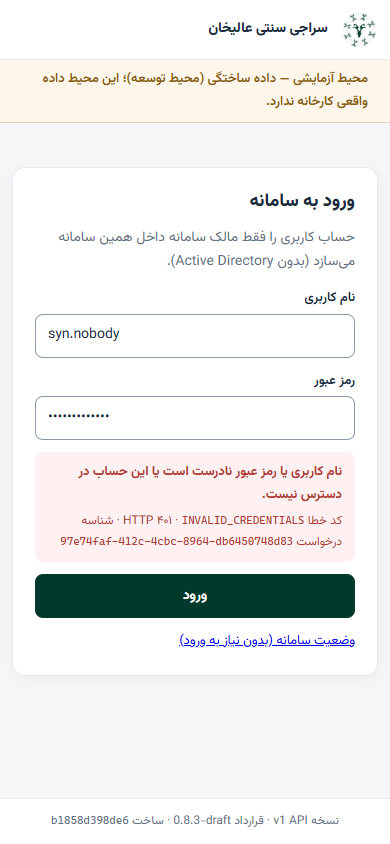 سراجی سنتی عالیخان
محیط آزمایشی — داده ساختگی (محیط توسعه)؛ این محیط داده
واقعی کارخانه ندارد.
ورود به سامانه
حساب کاربری را فقط مالک سامانه داخل همین سامانه
می‌سازد (بدون Active Directory).
نام کاربری
syn.nobody
رمز عبور
•••••••••••••
نام کاربری یا رمز عبور نادرست است یا این حساب در
دسترس نیست.
کد خطا INVALID_CREDENTIALS · HTTP ۴۰۱ · شناسه
درخواست 97e74faf-412c-4cbc-8964-db6450748d83
ورود
وضعیت سامانه (بدون نیاز به ورود)
نسخه API v1 · قرارداد 0.8.3-draft · ساخت b1858d398de6